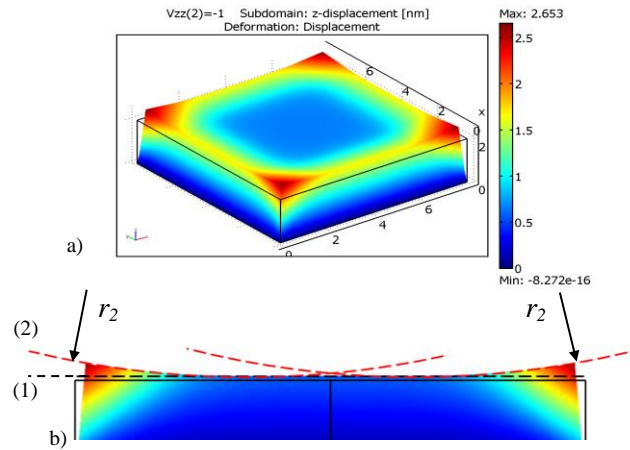 Vzz(2)=-1 Subdomain: z-displacement [nm]
Deformation: Displacement
Max: 2.653
2.5
2
1.5
1
0.5
0
Min: -8.272e-16
6
4
2
x
0
2
0
0
2
4
6
a)
r₂
r₂
(2)
(1)
b)